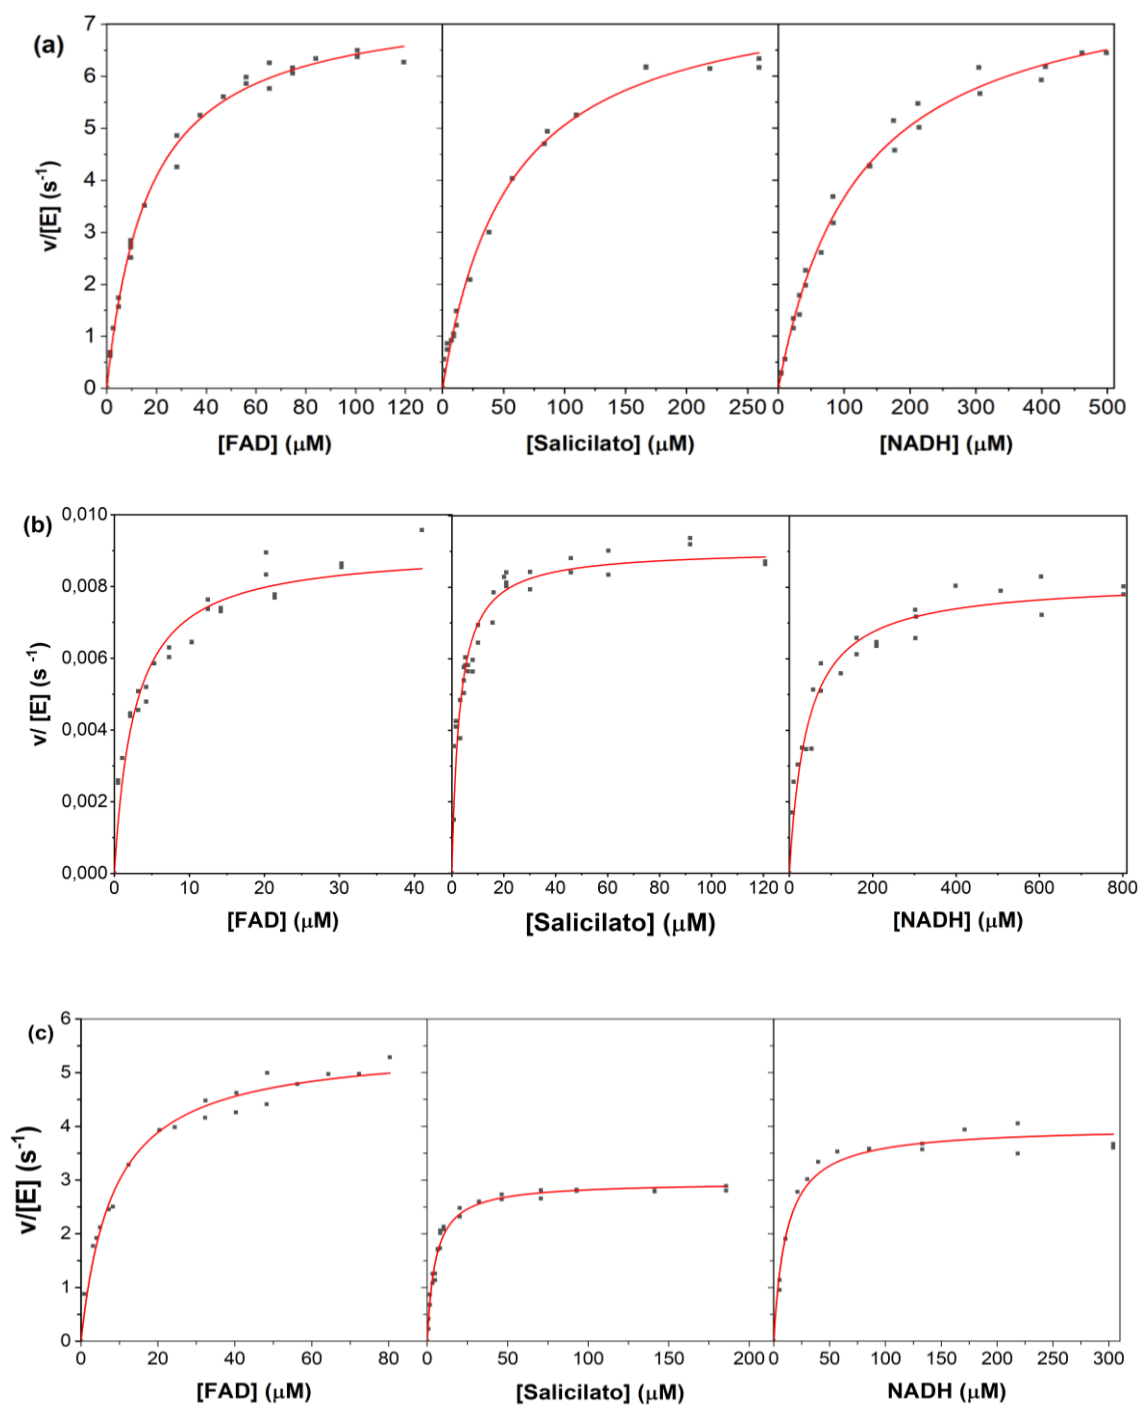 (a)
v/[E] (s⁻¹)
7
6
5
4
3
2
1
0
0 20 40 60 80 100 120
0 50 100 150 200 250
0 100 200 300 400 500
[FAD] (μM)
[Salicilato] (μM)
[NADH] (μM)
(b)
v/ [E] (s⁻¹)
0,010
0,008
0,006
0,004
0,002
0,000
0 10 20 30 40
0 20 40 60 80 100 120
0 200 400 600 800
[FAD] (μM)
[Salicilato] (μM)
[NADH] (μM)
(c)
v/[E] (s⁻¹)
6
5
4
3
2
1
0
0 20 40 60 80
0 50 100 150 200
0 50 100 150 200 250 300
[FAD] (μM)
[Salicilato] (μM)
NADH (μM)